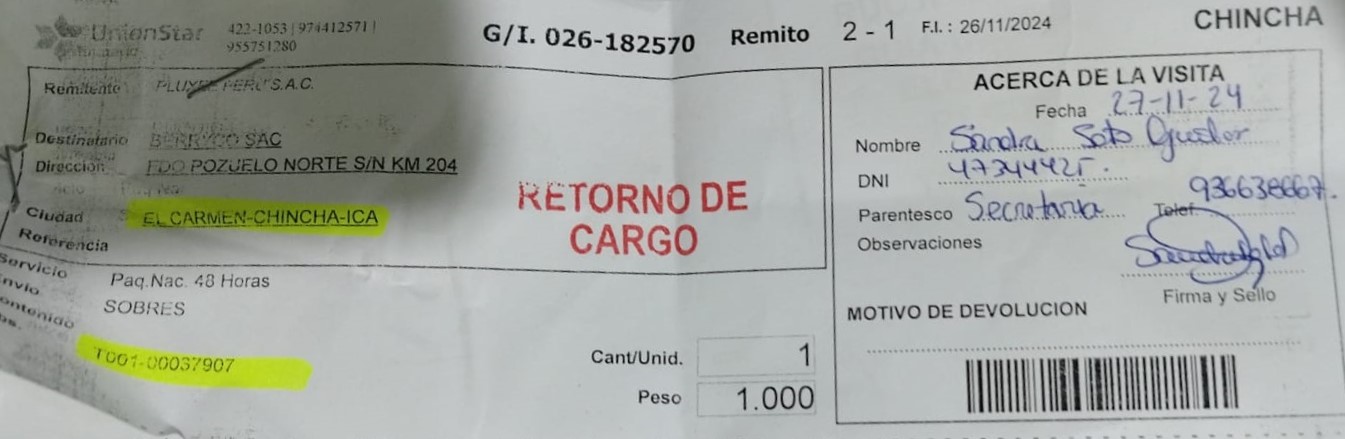 UnionStar
422-1053 | 974412571 |
955751280
G/I. 026-182570 Remito 2 - 1 F.I. : 26/11/2024 CHINCHA
Remitente S.A.C.
Destinatario SAC
Dirección FDO POZUELO NORTE S/N KM 204
Ciudad EL CARMEN-CHINCHA-ICA
Referencia
RETORNO DE
CARGO
Servicio Paq.Nac. 48 Horas
SOBRES
T001-00037907
Cant/Unid. 1
Peso 1.000
ACERCA DE LA VISITA
Fecha 27-11-24
Nombre Sandra Soto
DNI
Parentesco Secretaria Telef.
Observaciones
Firma y Sello
MOTIVO DE DEVOLUCION